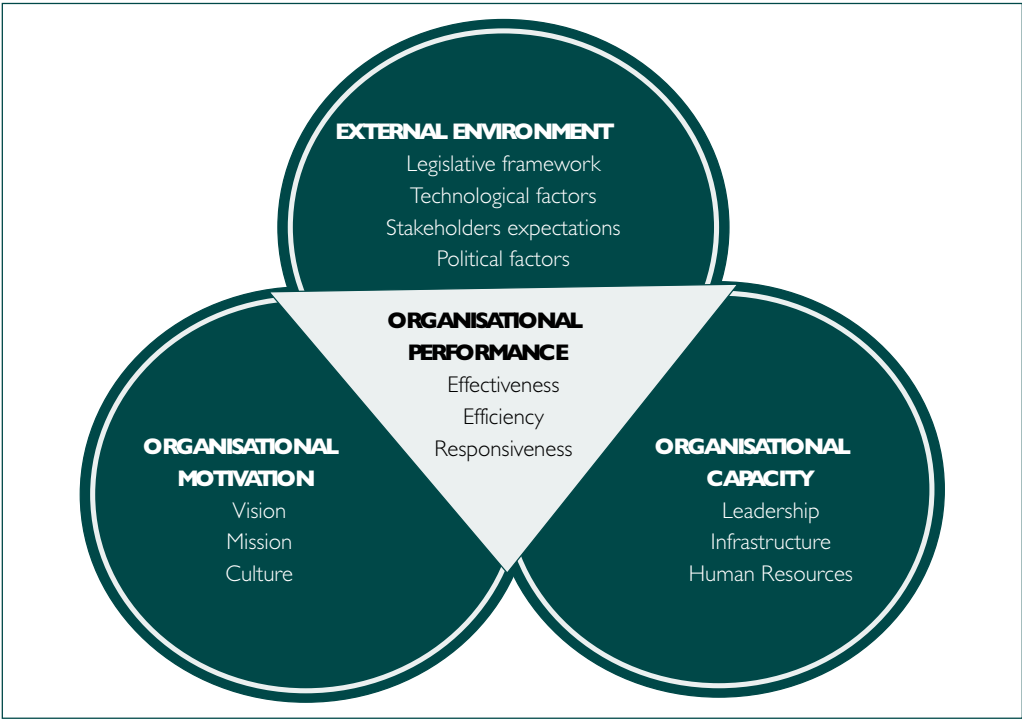 EXTERNAL ENVIRONMENT
Legislative framework
Technological factors
Stakeholders expectations
Political factors
ORGANISATIONAL
PERFORMANCE
Effectiveness
Efficiency
Responsiveness
ORGANISATIONAL
MOTIVATION
Vision
Mission
Culture
ORGANISATIONAL
CAPACITY
Leadership
Infrastructure
Human Resources